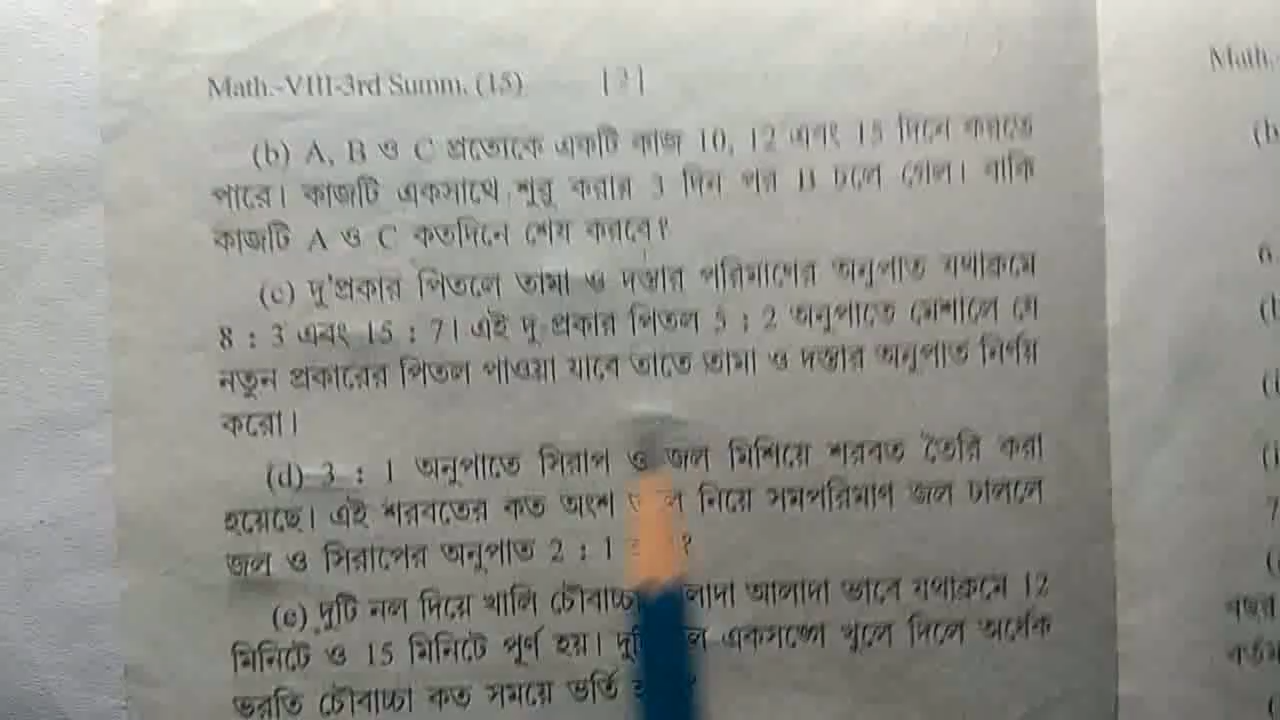 Math.-VIII-3rd Summ. (15) [3]
(b) A, B ও C প্রত্যেকে একটি কাজ 10, 12 এবং 15 দিনে করতে
পারে। কাজটি একসাথে শুরু করার 3 দিন পর B চলে গেল। বাকি
কাজটি A ও C কতদিনে শেষ করবে?
(c) দু'প্রকার পিতলে তামা ও দস্তার পরিমাণের অনুপাত যথাক্রমে
8 : 3 এবং 15 : 7। এই দু-প্রকার পিতল 5 : 2 অনুপাতে মেশালে যে
নতুন প্রকারের পিতল পাওয়া যাবে তাতে তামা ও দস্তার অনুপাত নির্ণয়
করো।
(d) 3 : 1 অনুপাতে সিরাপ ও জল মিশিয়ে শরবত তৈরি করা
হয়েছে। এই শরবতের কত অংশ নিয়ে সমপরিমাণ জল ঢাললে
জল ও সিরাপের অনুপাত 2 : 1
(e) দুটি নল দিয়ে খালি চৌবাচ্চা আলাদা ভাবে যথাক্রমে 12
মিনিটে ও 15 মিনিটে পূর্ণ হয়। একসঙ্গে খুলে দিলে অর্ধেক
ভরতি চৌবাচ্চা কত সময়ে ভর্তি
Math.-
(b
6.
7